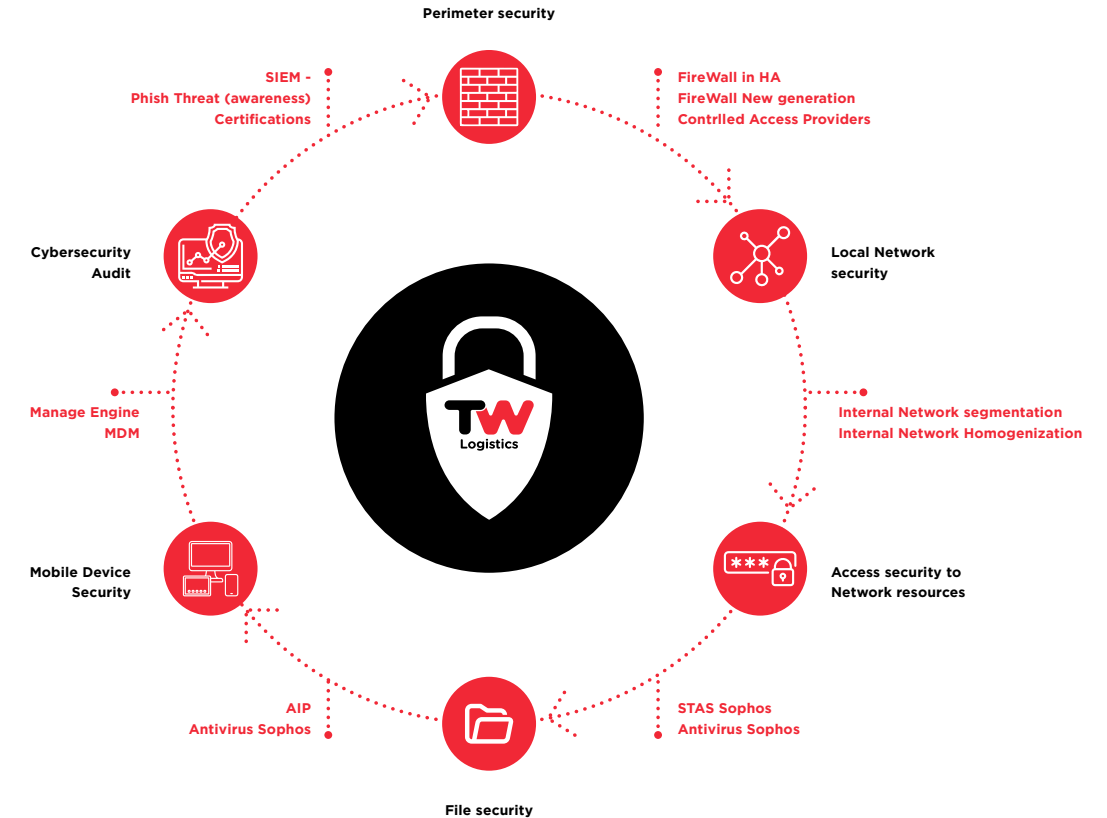 Perimeter security
SIEM -
Phish Threat (awareness)
Certifications
FireWall in HA
FireWall New generation
Contrlled Access Providers
Cybersecurity
Audit
Local Network
security
Manage Engine
MDM
TW
Logistics
Internal Network segmentation
Internal Network Homogenization
Mobile Device
Security
***
Access security to
Network resources
AIP
Antivirus Sophos
STAS Sophos
Antivirus Sophos
File security